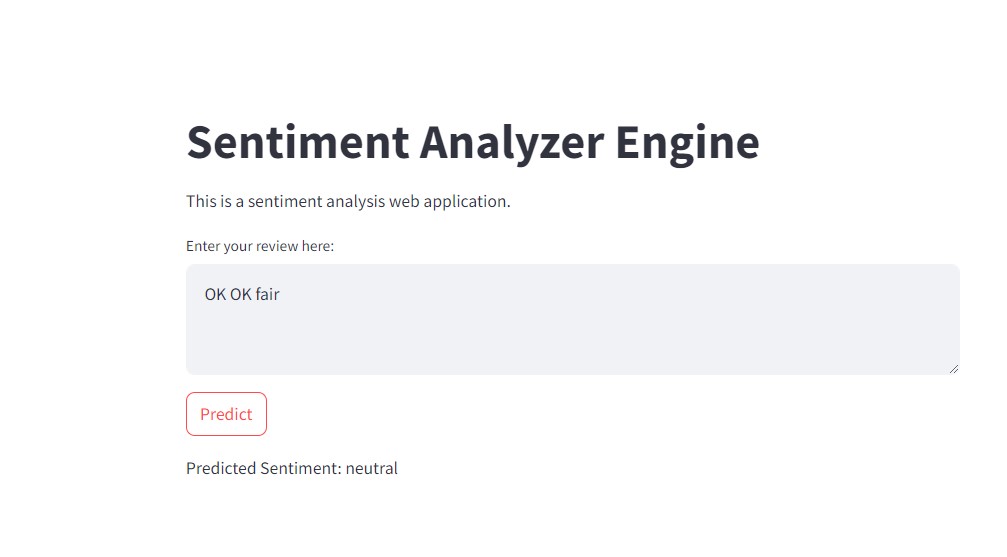 Sentiment Analyzer Engine
This is a sentiment analysis web application.
Enter your review here:
OK OK fair
Predict
Predicted Sentiment: neutral